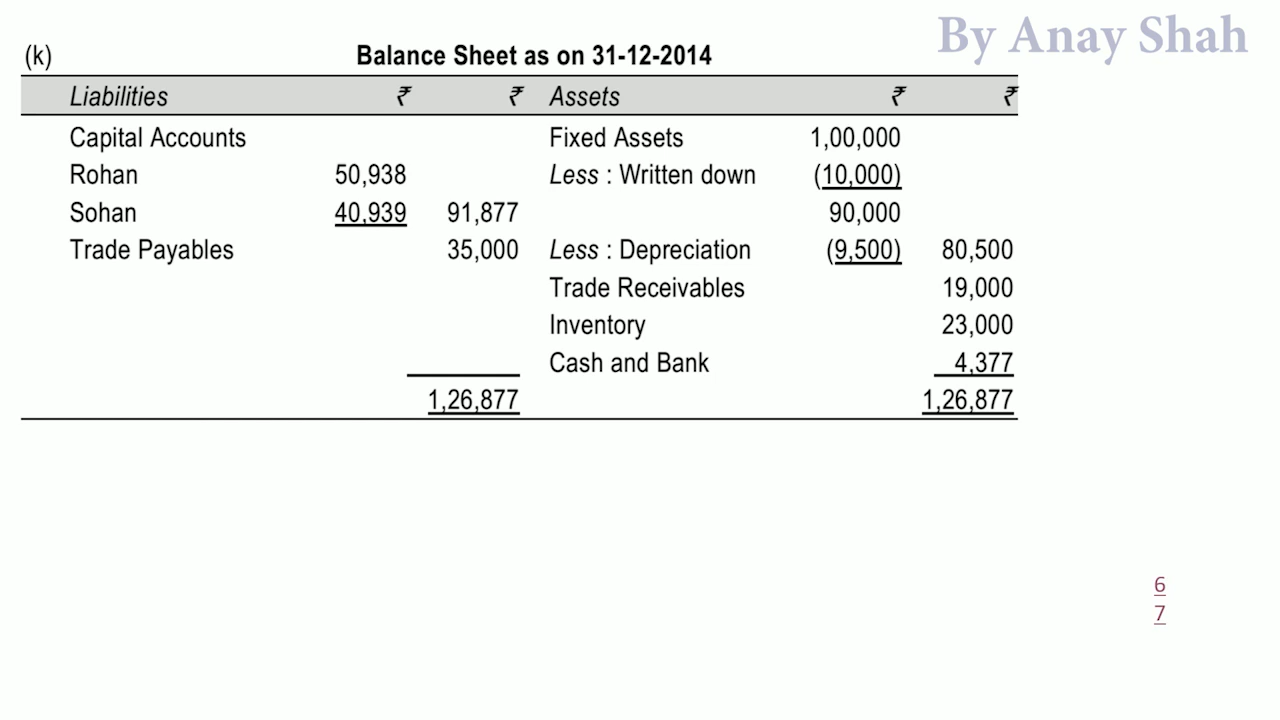 By Anay Shah
(k) Balance Sheet as on 31-12-2014
Liabilities ₹ ₹ Assets ₹ ₹
Capital Accounts Fixed Assets 1,00,000
Rohan 50,938 Less : Written down (10,000)
Sohan 40,939 91,877 90,000
Trade Payables 35,000 Less : Depreciation (9,500) 80,500
Trade Receivables 19,000
Inventory 23,000
Cash and Bank 4,377
1,26,877 1,26,877
6
7